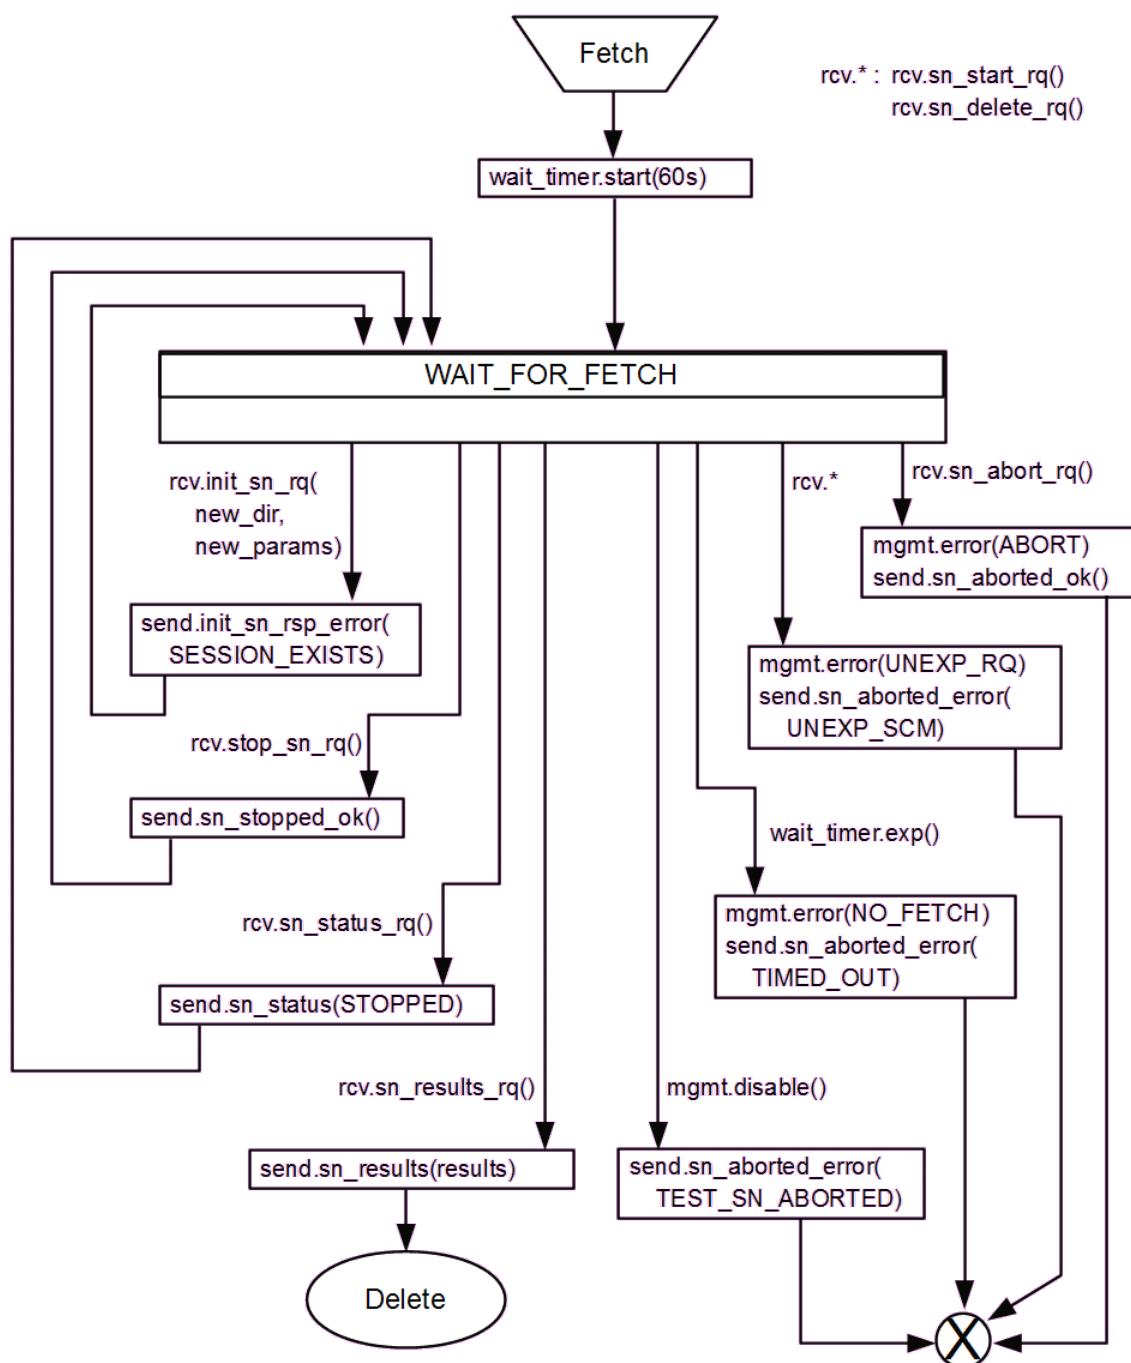 Fetch
rcv.* : rcv.sn_start_rq()
rcv.sn_delete_rq()
wait_timer.start(60s)
WAIT_FOR_FETCH
rcv.init_sn_rq(
new_dir,
new_params)
rcv.*
rcv.sn_abort_rq()
mgmt.error(ABORT)
send.sn_aborted_ok()
send.init_sn_rsp_error(
SESSION_EXISTS)
mgmt.error(UNEXP_RQ)
send.sn_aborted_error(
UNEXP_SCM)
rcv.stop_sn_rq()
send.sn_stopped_ok()
wait_timer.exp()
rcv.sn_status_rq()
mgmt.error(NO_FETCH)
send.sn_aborted_error(
TIMED_OUT)
send.sn_status(STOPPED)
rcv.sn_results_rq()
mgmt.disable()
send.sn_results(results)
send.sn_aborted_error(
TEST_SN_ABORTED)
Delete
X